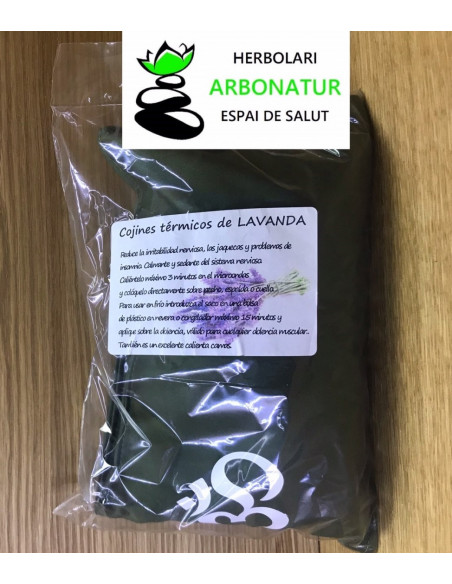 HERBOLARI
ARBONATUR
ESPAI DE SALUT
Cojines térmicos de LAVANDA
Reduce la irritabilidad nerviosa, las jaquecas y problemas de
insomnio. Calmante y sedante del sistema nervioso.
Caliéntelo máximo 3 minutos en el microondas
y colóquelo directamente sobre pecho, espalda o cuello.
Para usar en frío introduzca el saco en una bolsa
de plástico en nevera o congelador máximo 15 minutos y
aplique sobre la dolencia, válido para cualquier dolencia muscular.
También es un excelente calienta camas.